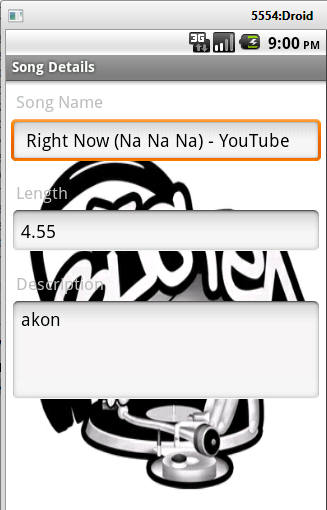 5554:Droid
3G
9:00 PM
Song Details
Song Name
Right Now (Na Na Na) - YouTube
Length
4.55
Description
akon